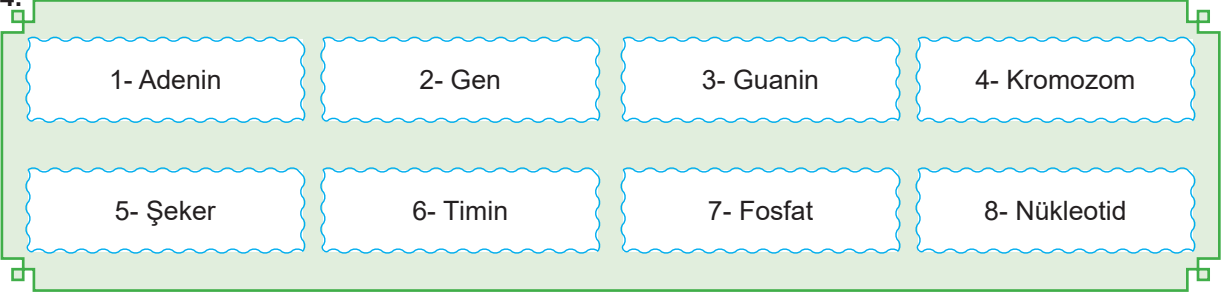 4.
1- Adenin
2- Gen
3- Guanin
4- Kromozom
5- Şeker
6- Timin
7- Fosfat
8- Nükleotid